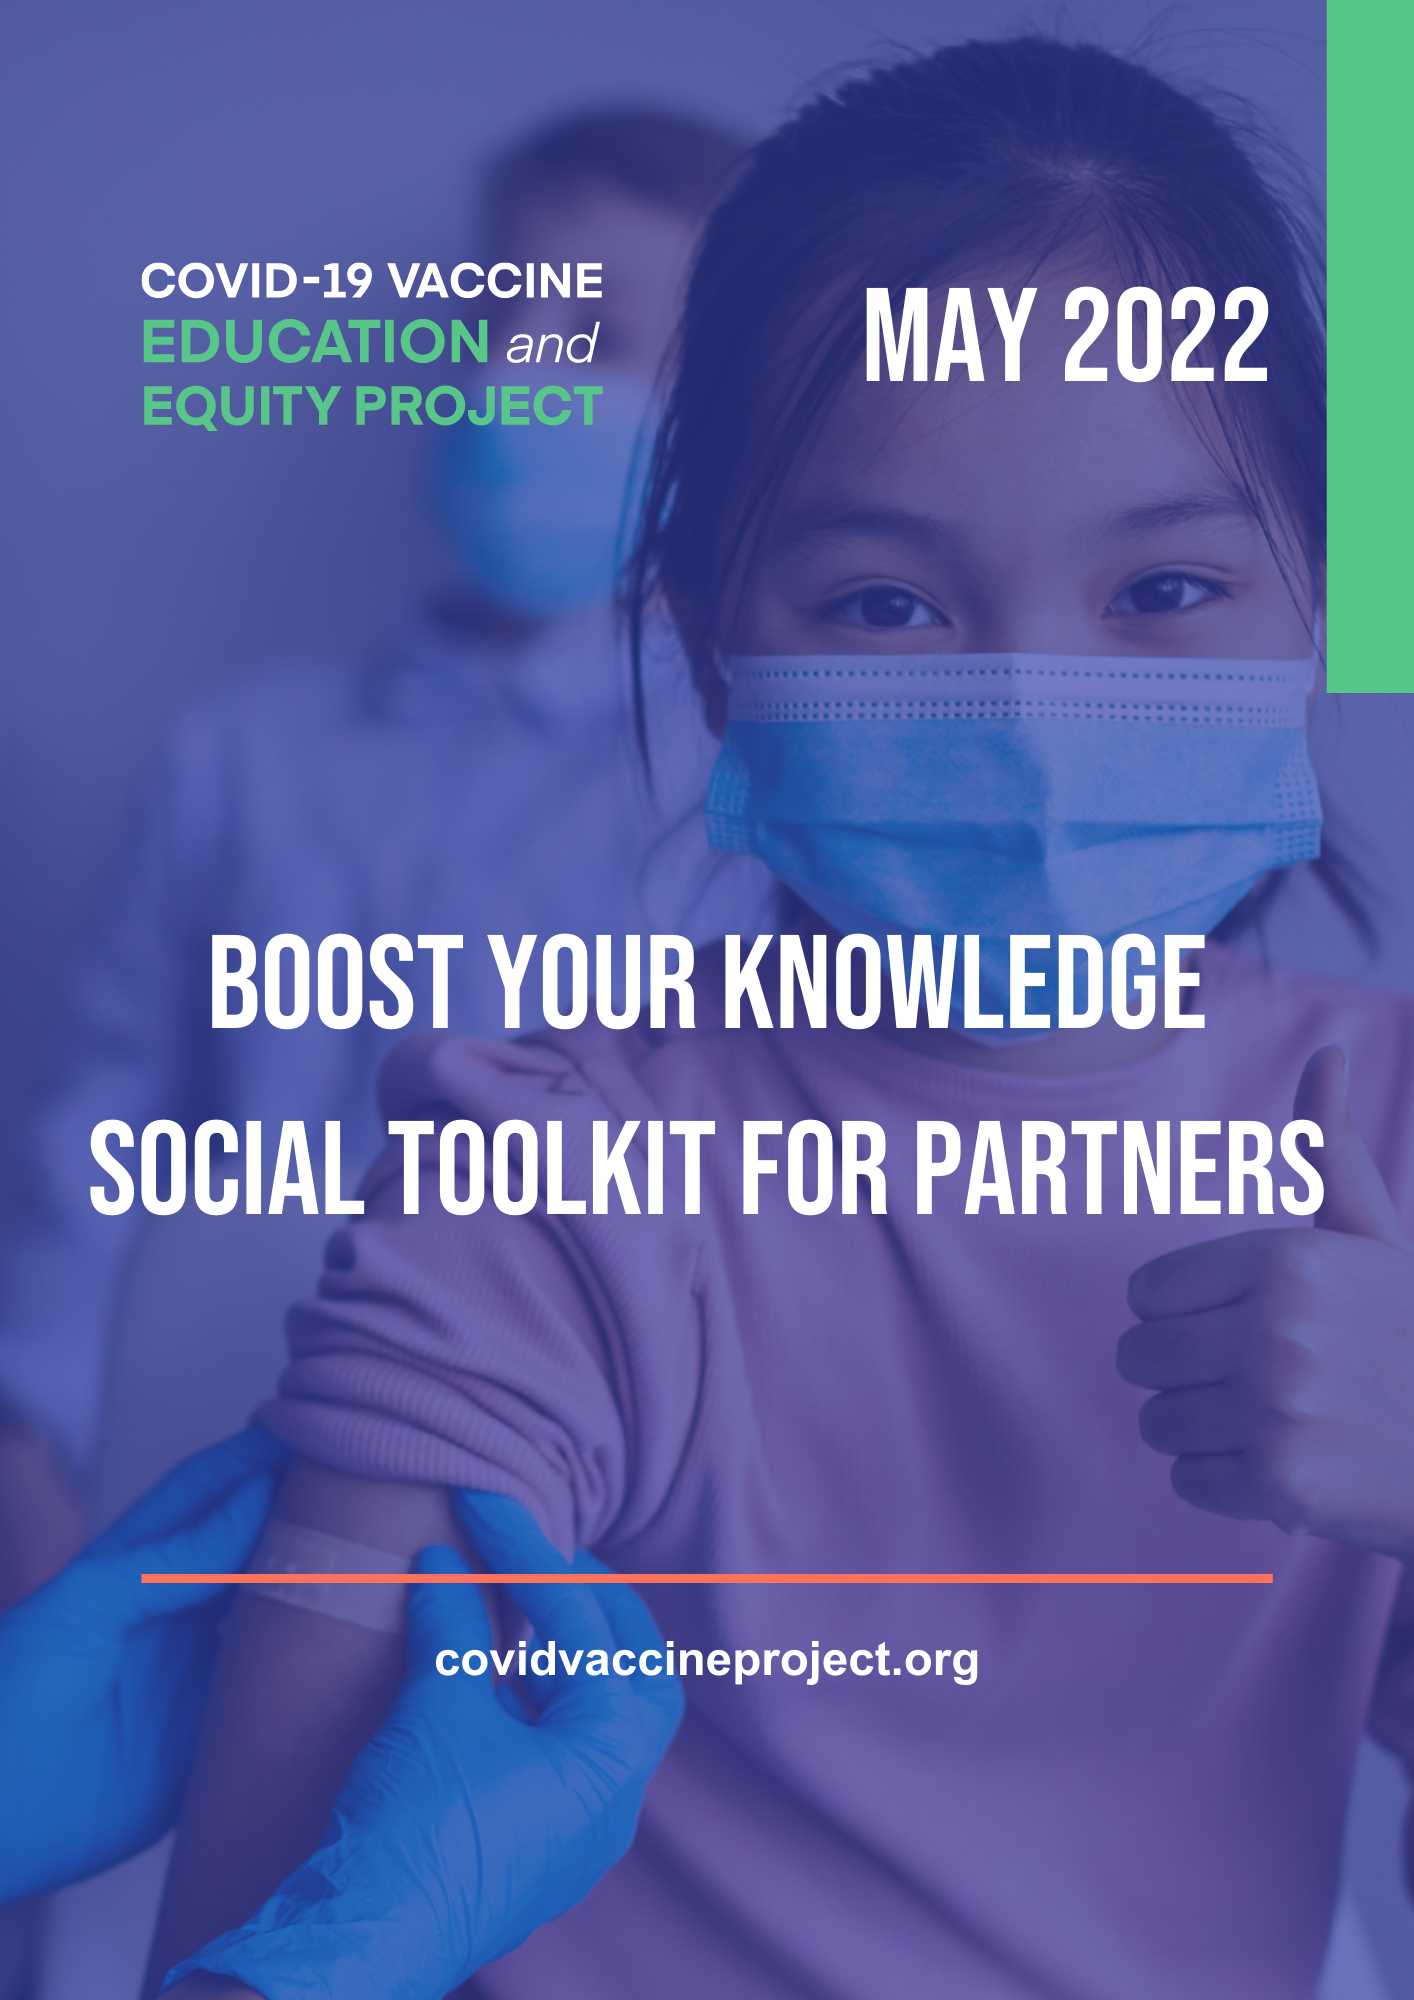 COVID-19 VACCINE
EDUCATION and
EQUITY PROJECT
MAY 2022
BOOST YOUR KNOWLEDGE
SOCIAL TOOLKIT FOR PARTNERS
covidvaccineproject.org